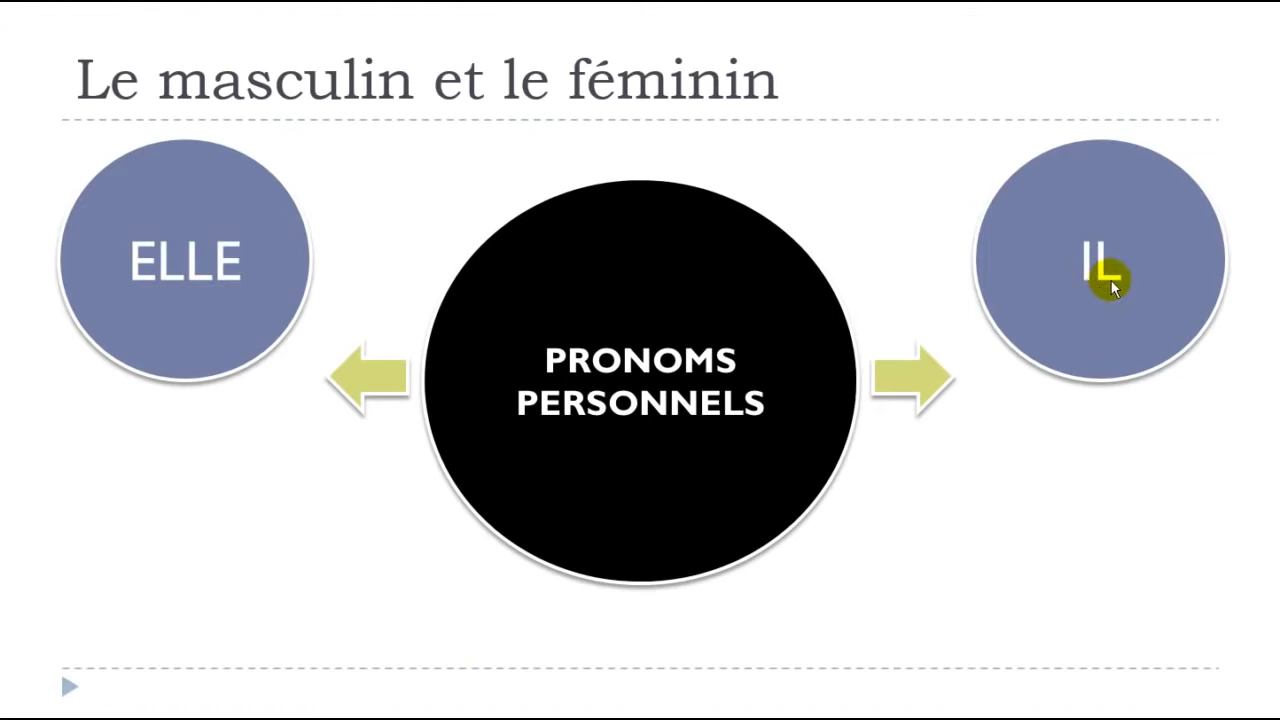 Le masculin et le féminin
ELLE
IL
PRONOMS
PERSONNELS